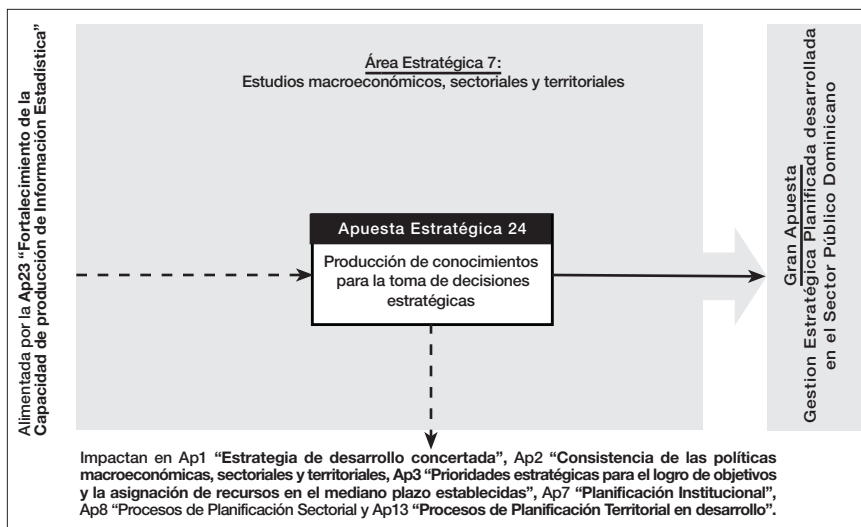 Alimentada por la Ap23 “Fortalecimiento de la
Capacidad de producción de Información Estadística”
Área Estratégica 7:
Estudios macroeconómicos, sectoriales y territoriales
Apuesta Estratégica 24
Producción de conocimientos
para la toma de decisiones
estratégicas
Gran Apuesta
Gestion Estratégica Planificada desarrollada
en el Sector Público Dominicano
Impactan en Ap1 “Estrategia de desarrollo concertada”, Ap2 “Consistencia de las políticas
macroeconómicas, sectoriales y territoriales, Ap3 “Prioridades estratégicas para el logro de objetivos
y la asignación de recursos en el mediano plazo establecidas”, Ap7 “Planificación Institucional”,
Ap8 “Procesos de Planificación Sectorial y Ap13 “Procesos de Planificación Territorial en desarrollo”.